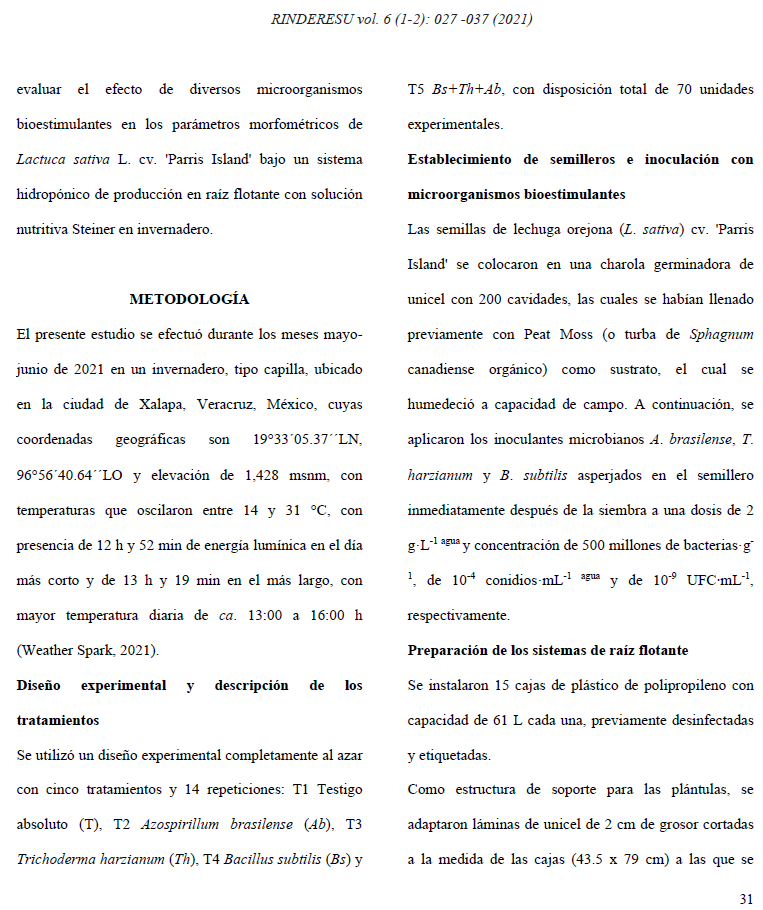 RINDERESU vol. 6 (1-2): 027 -037 (2021)
evaluar el efecto de diversos microorganismos
bioestimulantes en los parámetros morfométricos de
Lactuca sativa L. cv. 'Parris Island' bajo un sistema
hidropónico de producción en raíz flotante con solución
nutritiva Steiner en invernadero.
METODOLOGÍA
El presente estudio se efectuó durante los meses mayo-
junio de 2021 en un invernadero, tipo capilla, ubicado
en la ciudad de Xalapa, Veracruz, México, cuyas
coordenadas geográficas son 19°33´05.37´´LN,
96°56´40.64´´LO y elevación de 1,428 msnm, con
temperaturas que oscilaron entre 14 y 31 °C, con
presencia de 12 h y 52 min de energía lumínica en el día
más corto y de 13 h y 19 min en el más largo, con
mayor temperatura diaria de ca. 13:00 a 16:00 h
(Weather Spark, 2021).
Diseño experimental y descripción de los
tratamientos
Se utilizó un diseño experimental completamente al azar
con cinco tratamientos y 14 repeticiones: T1 Testigo
absoluto (T), T2 Azospirillum brasilense (Ab), T3
Trichoderma harzianum (Th), T4 Bacillus subtilis (Bs) y
T5 Bs+Th+Ab, con disposición total de 70 unidades
experimentales.
Establecimiento de semilleros e inoculación con
microorganismos bioestimulantes
Las semillas de lechuga orejona (L. sativa) cv. 'Parris
Island' se colocaron en una charola germinadora de
unicel con 200 cavidades, las cuales se habían llenado
previamente con Peat Moss (o turba de Sphagnum
canadiense orgánico) como sustrato, el cual se
humedeció a capacidad de campo. A continuación, se
aplicaron los inoculantes microbianos A. brasilense, T.
harzianum y B. subtilis asperjados en el semillero
inmediatamente después de la siembra a una dosis de 2
g·L-1 agua y concentración de 500 millones de bacterias·g-
1, de 10-4 conidios·mL-1 agua y de 10-9 UFC·mL-1,
respectivamente.
Preparación de los sistemas de raíz flotante
Se instalaron 15 cajas de plástico de polipropileno con
capacidad de 61 L cada una, previamente desinfectadas
y etiquetadas.
Como estructura de soporte para las plántulas, se
adaptaron láminas de unicel de 2 cm de grosor cortadas
a la medida de las cajas (43.5 x 79 cm) a las que se
31